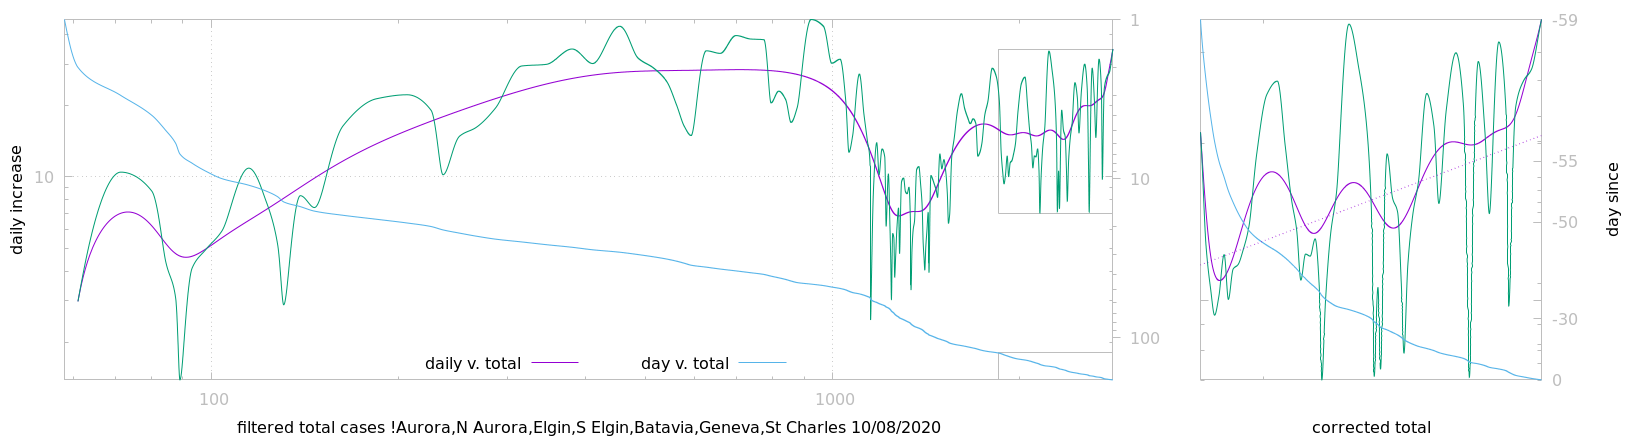 1
-59
10
10
-55
-50
-30
100
0
daily increase
day since
daily v. total
day v. total
100
1000
filtered total cases !Aurora,N Aurora,Elgin,S Elgin,Batavia,Geneva,St Charles 10/08/2020
corrected total